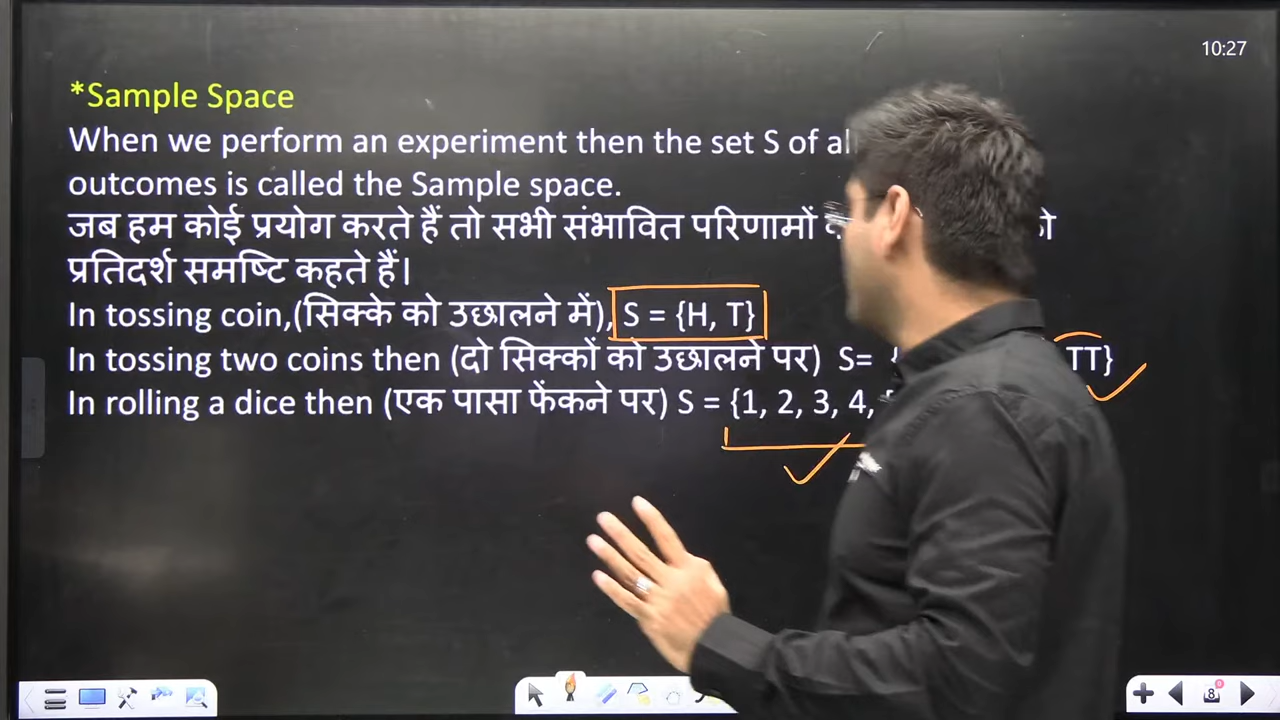 10:27
*Sample Space
When we perform an experiment then the set S of
outcomes is called the Sample space.
जब हम कोई प्रयोग करते हैं तो सभी संभावित परिणामों
प्रतिदर्श समष्टि कहते हैं।
In tossing coin,(सिक्के को उछालने में), S = {H, T}
In tossing two coins then (दो सिक्कों को उछालने पर) S= { TT}
In rolling a dice then (एक पासा फेंकने पर) S = {1, 2, 3, 4,
8